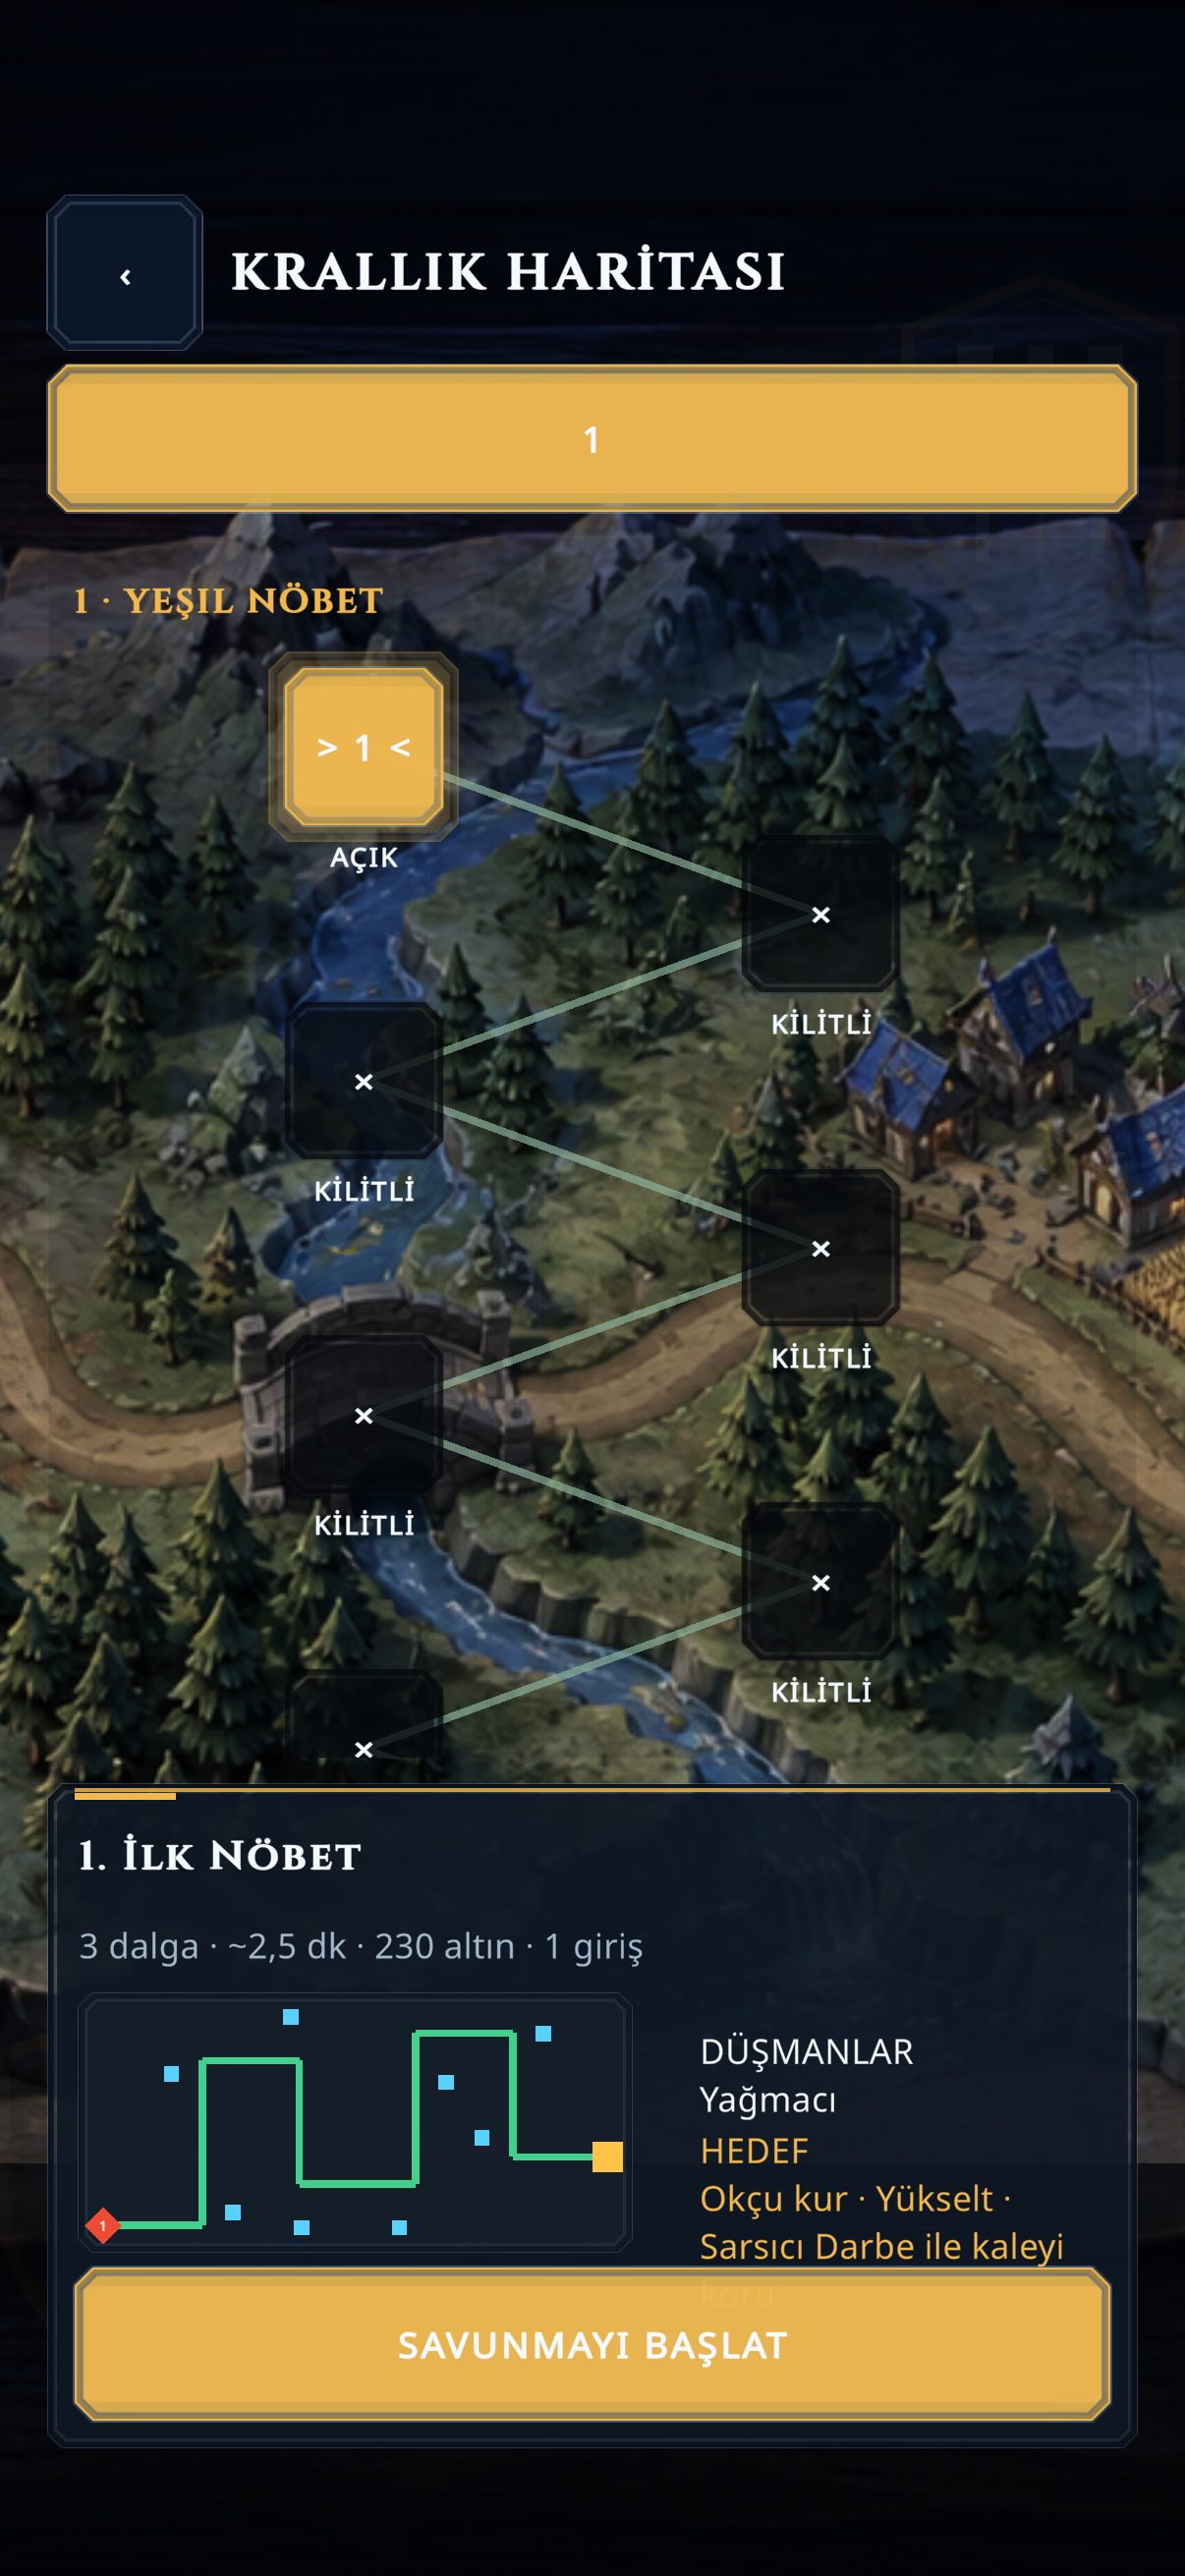 ‹
KRALLIK HARİTASI
1
1 · YEŞIL NÖBET
> 1 <
AÇIK
×
KİLİTLİ
×
KİLİTLİ
×
KİLİTLİ
×
KİLİTLİ
×
KİLİTLİ
×
1. İLK NÖBET
3 dalga · ~2,5 dk · 230 altın · 1 giriş
DÜŞMANLAR
Yağmacı
HEDEF
Okçu kur · Yükselt ·
Sarsıcı Darbe ile kaleyi
koru
1
SAVUNMAYI BAŞLAT